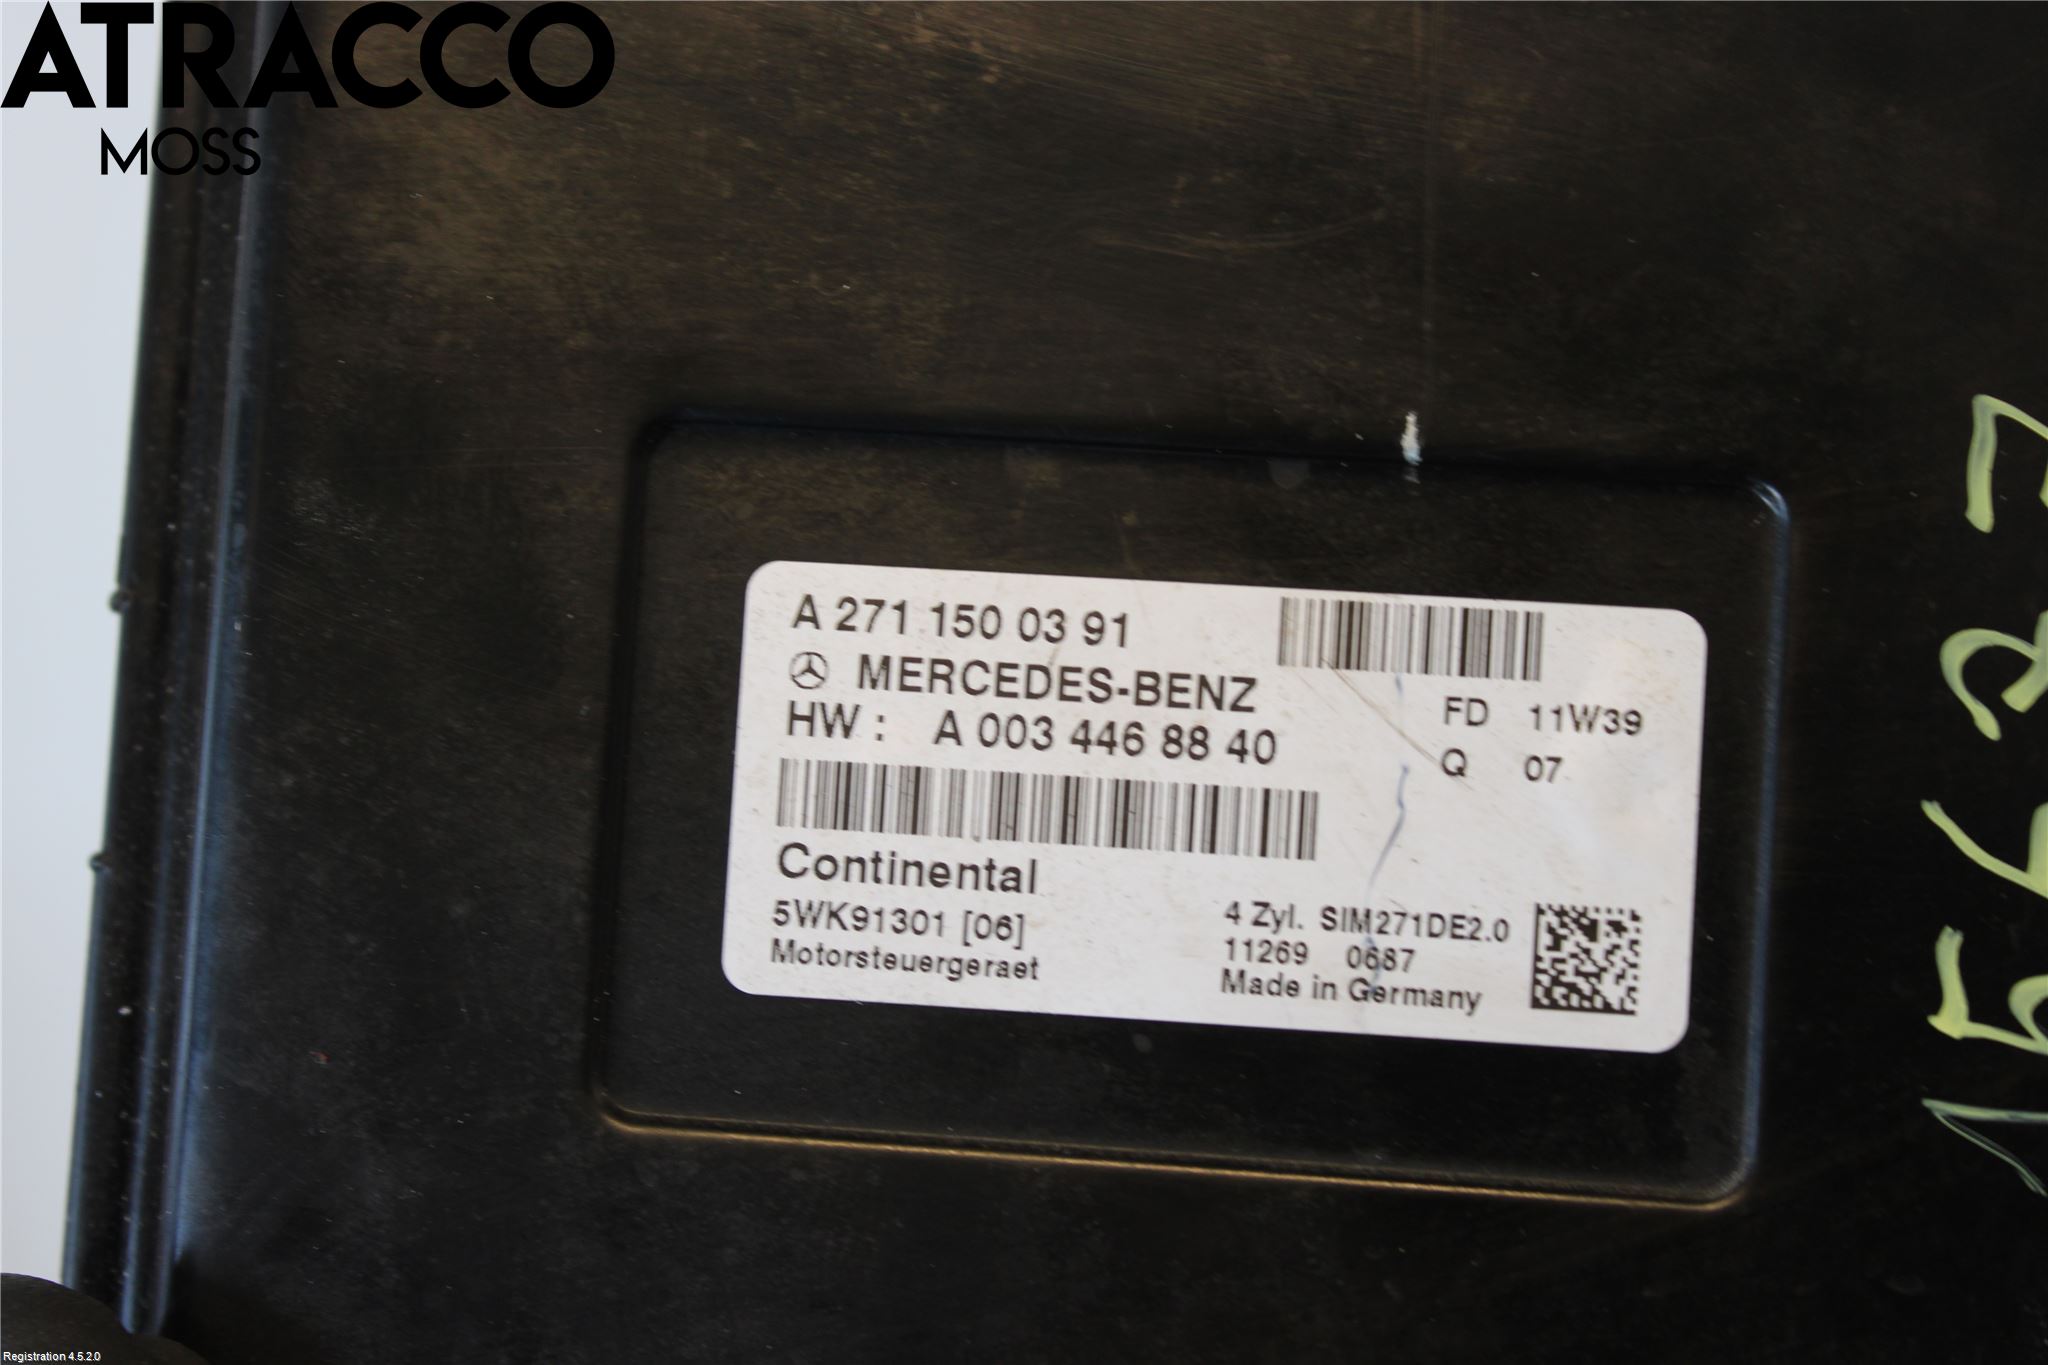 ATRACCO
MOSS
A 271 150 03 91
MERCEDES-BENZ
HW : A 003 446 88 40
FD 11W39
Q 07
Continental
5WK91301 [06]
Motorsteuergeraet
4 Zyl. SIM271DE2.0
11269 0687
Made in Germany
Registration 4.5.2.0